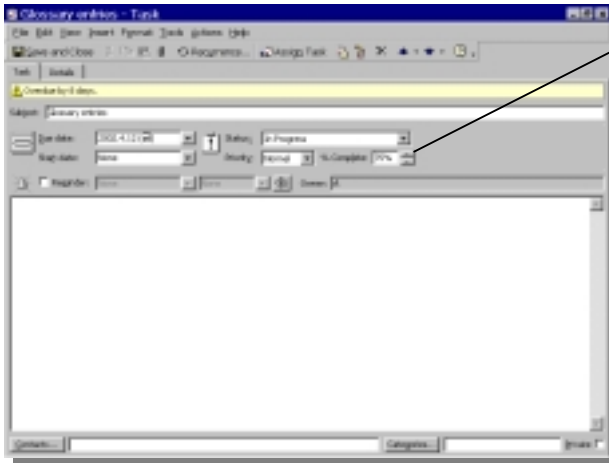 Glossary entries - Task
File Edit View Insert Format Tools Actions Help
Save and Close Recurrence... Assign Task
Task Details
Overdue by 6 days.
Subject: Glossary entries
Due date: Status: In Progress
Start date: None Priority: Normal % Complete:
Reminder: None None Owner:
Contacts... Categories... Private